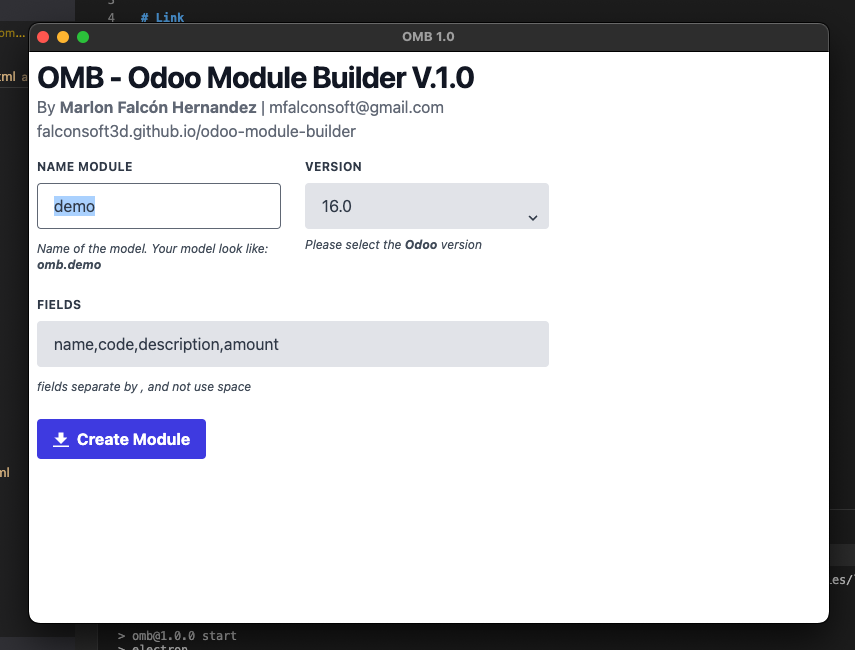 4 # Link
om...
tml a
OMB 1.0
OMB - Odoo Module Builder V.1.0
By Marlon Falcón Hernandez | mfalconsoft@gmail.com
falconsoft3d.github.io/odoo-module-builder
NAME MODULE
VERSION
demo
16.0
Name of the model. Your model look like:
omb.demo
Please select the Odoo version
FIELDS
name,code,description,amount
fields separate by , and not use space
Create Module
ml
les/
> omb@1.0.0 start
> electron